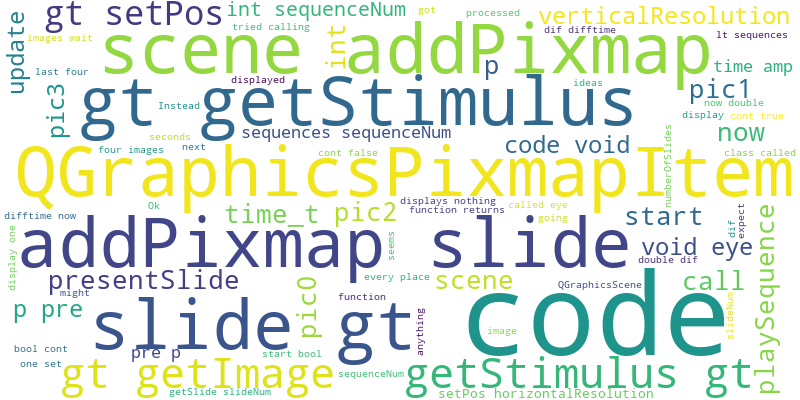 gt setPos
int sequenceNum
got
processed
verticalResolution
tried calling
dif difftime
lt sequences
images wait
update
scene addPixmap
int
last four
displayed
p
time amp
pic3
gt getStimulus
ideas
pic1
Instead
now double
display
cont true
sequences sequenceNum
now
seconds
code void
four images
next
cont false
class called
numberOfSlides
QGraphicsPixmapItem
Ok
displays nothing
called eye
difftime now
time_t
pic2
function returns
going
start
dif
expect
addPixmap slide
display one
seems
void eye
double dif
presentSlide
every place
scene
QGraphicsScene
call
playSequence
might
pic0
function
p pre
slide gt
code
anything
image
slideNum
bool cont
pre p
start bool
one set
gt getImage
sequenceNum
getStimulus gt
getSlide slideNum
setPos horizontalResolution